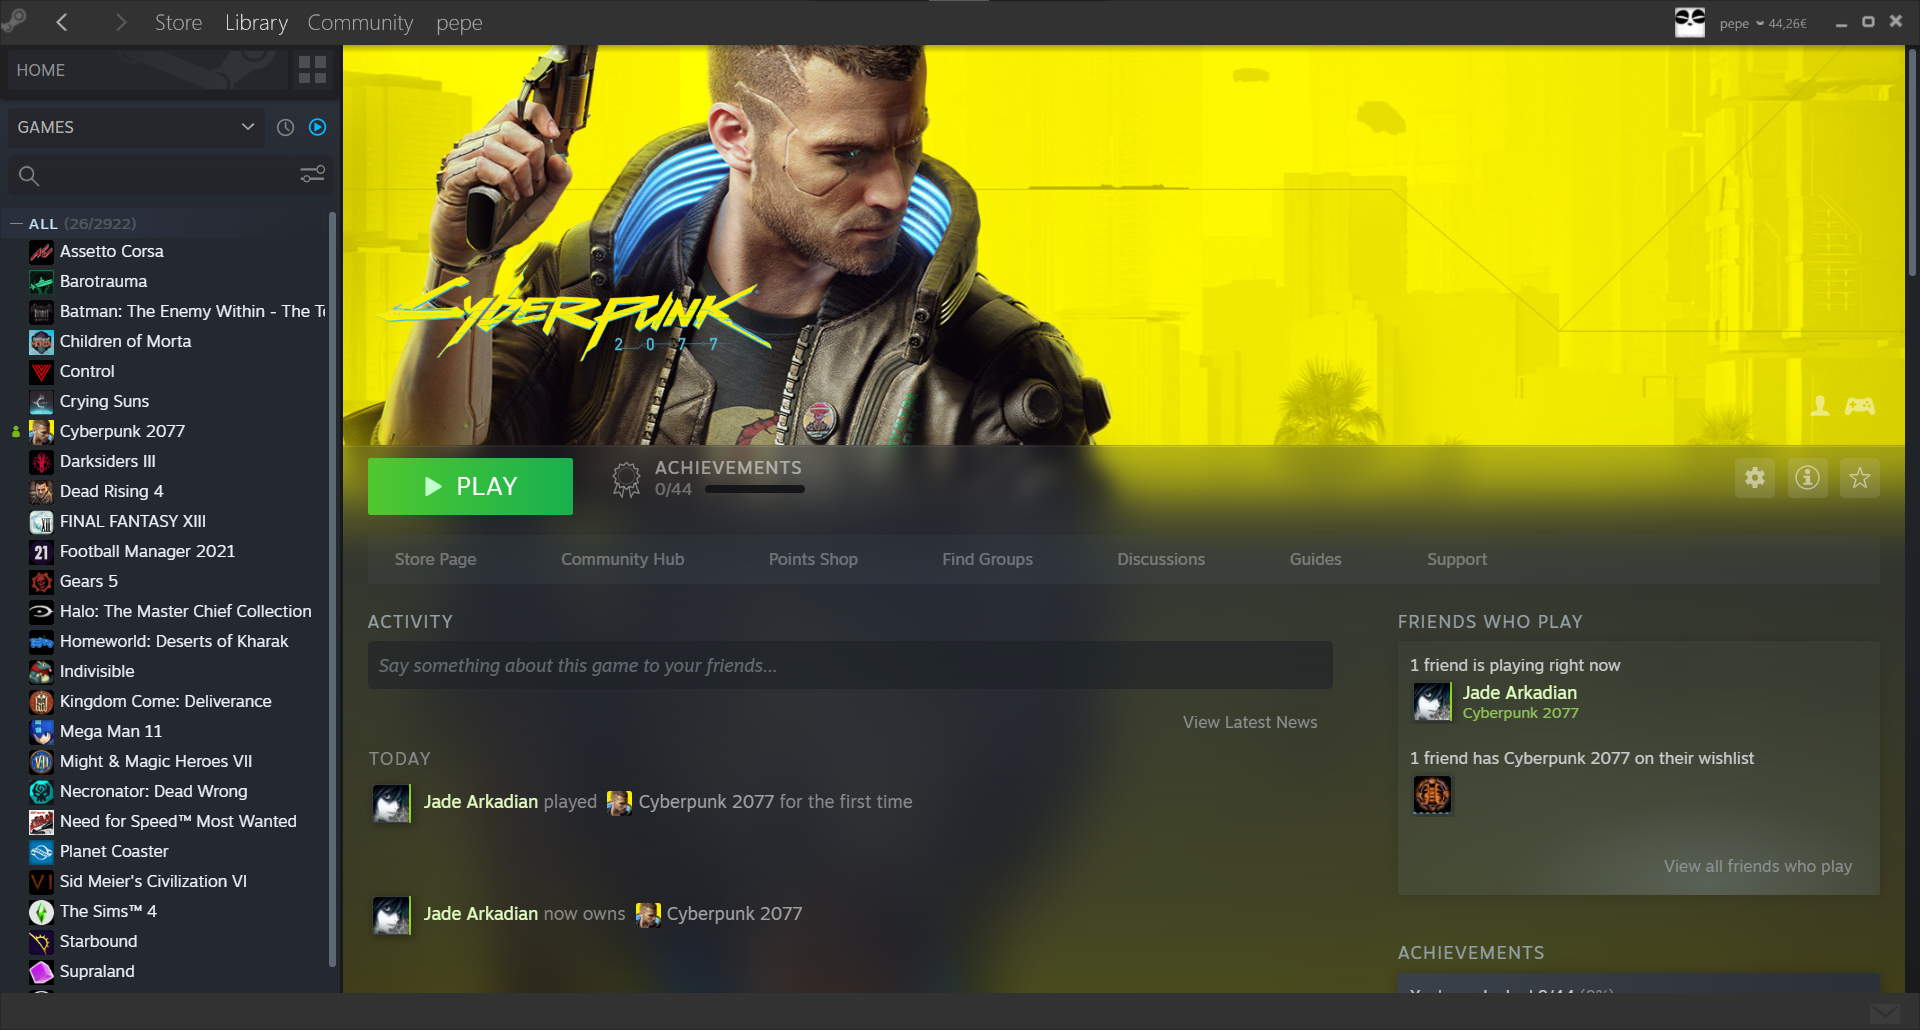 Store Library Community pepe
pepe 44,26€
HOME
GAMES
ALL (26/2922)
Assetto Corsa
Barotrauma
Batman: The Enemy Within - The Te
Children of Morta
Control
Crying Suns
Cyberpunk 2077
Darksiders III
Dead Rising 4
FINAL FANTASY XIII
Football Manager 2021
Gears 5
Halo: The Master Chief Collection
Homeworld: Deserts of Kharak
Indivisible
Kingdom Come: Deliverance
Mega Man 11
Might & Magic Heroes VII
Necronator: Dead Wrong
Need for Speed™ Most Wanted
Planet Coaster
Sid Meier's Civilization VI
The Sims™ 4
Starbound
Supraland
CYBERPUNK
2077
PLAY
ACHIEVEMENTS
0/44
Store Page Community Hub Points Shop Find Groups Discussions Guides Support
ACTIVITY
Say something about this game to your friends...
View Latest News
TODAY
Jade Arkadian played Cyberpunk 2077 for the first time
Jade Arkadian now owns Cyberpunk 2077
FRIENDS WHO PLAY
1 friend is playing right now
Jade Arkadian
Cyberpunk 2077
1 friend has Cyberpunk 2077 on their wishlist
View all friends who play
ACHIEVEMENTS